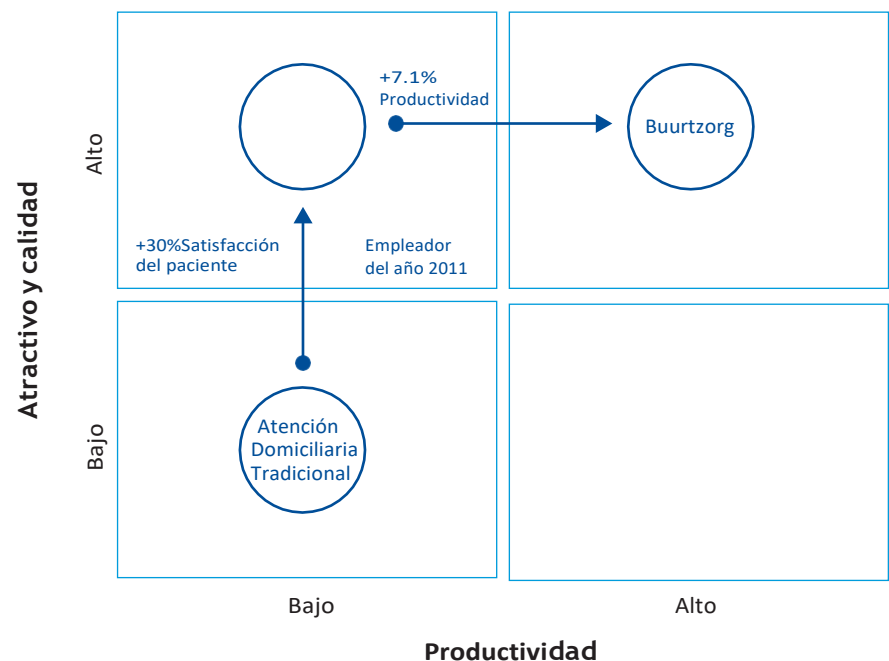 +7.1%
Productividad
Buurtzorg
Alto
Atractivo y calidad
+30%Satisfacción
del paciente
Empleador
del año 2011
Bajo
Atención
Domiciliaria
Tradicional
Bajo
Alto
Productividad